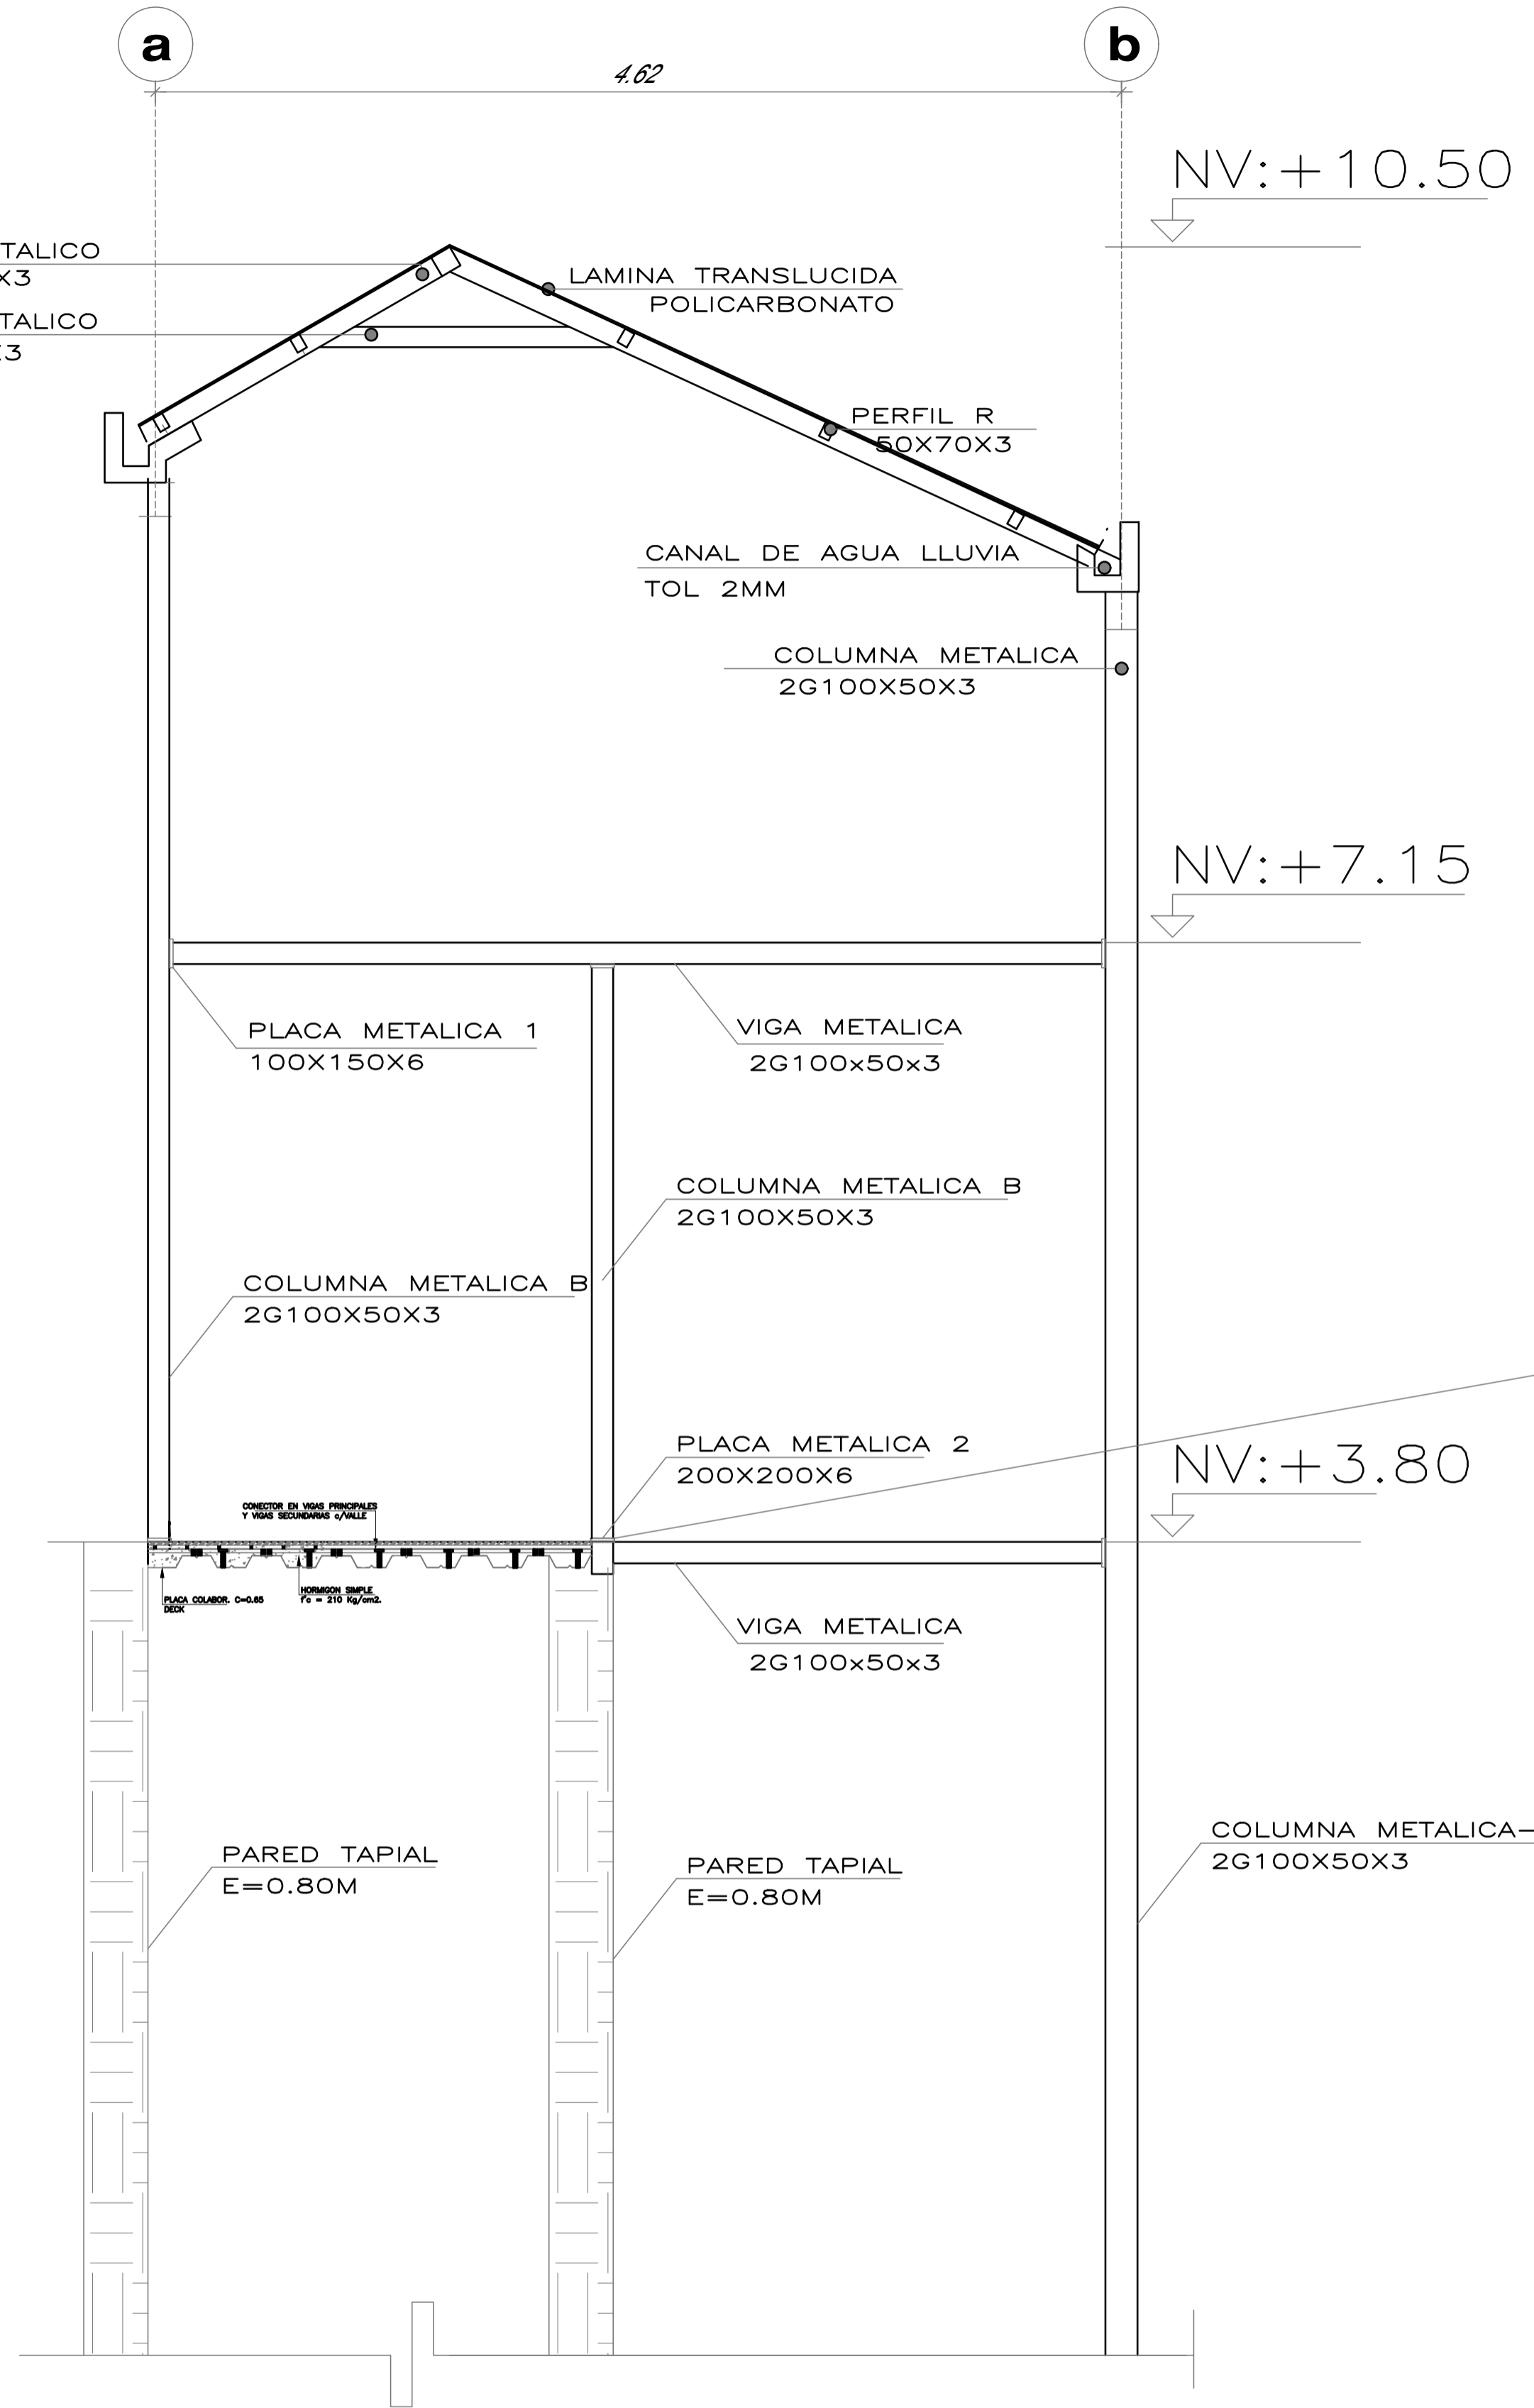 a
b
4.62
NV:+10.50
TALICO
X3
LAMINA TRANSLUCIDA
POLICARBONATO
TALICO
X3
PERFIL R
50X70X3
CANAL DE AGUA LLUVIA
TOL 2MM
COLUMNA METALICA
2G100X50X3
NV:+7.15
PLACA METALICA 1
100X150X6
VIGA METALICA
2G100x50x3
COLUMNA METALICA B
2G100X50X3
COLUMNA METALICA B
2G100X50X3
PLACA METALICA 2
200X200X6
NV:+3.80
CONECTOR EN VIGAS PRINCIPALES
Y VIGAS SECUNDARIAS c/VALLE
PLACA COLABOR. C=0.65
DECK
HORMIGON SIMPLE
f'c = 210 Kg/cm2.
VIGA METALICA
2G100x50x3
COLUMNA METALICA-
2G100X50X3
PARED TAPIAL
E=0.80M
PARED TAPIAL
E=0.80M